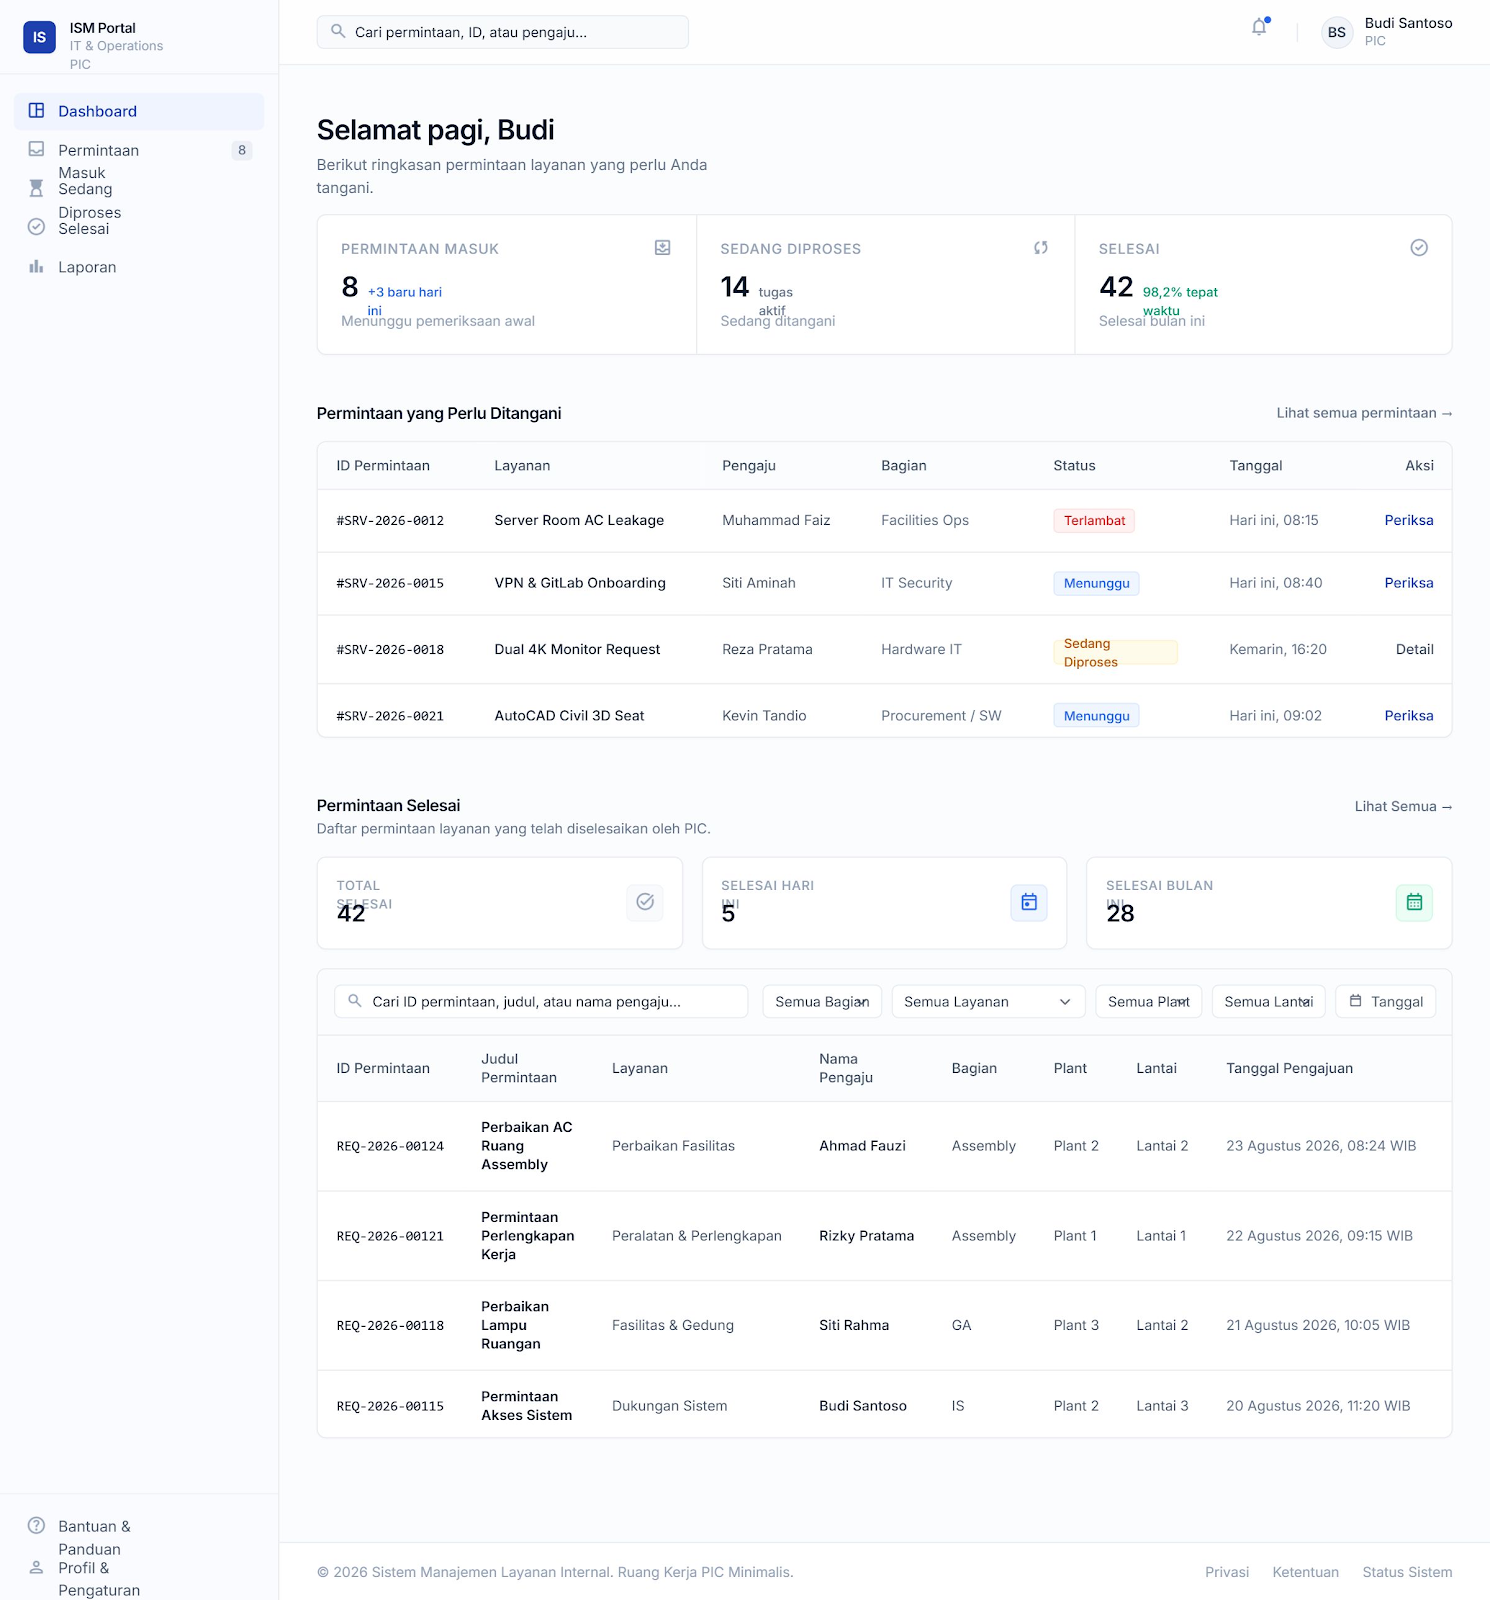 IS
ISM Portal
IT & Operations
PIC
Dashboard
Permintaan
Masuk
8
Sedang
Diproses
Selesai
Laporan
Bantuan &
Panduan
Profil &
Pengaturan
Cari permintaan, ID, atau pengaju...
BS
Budi Santoso
PIC
Selamat pagi, Budi
Berikut ringkasan permintaan layanan yang perlu Anda
tangani.
PERMINTAAN MASUK
8 +3 baru hari
ini
Menunggu pemeriksaan awal
SEDANG DIPROSES
14 tugas
aktif
Sedang ditangani
SELESAI
42 98,2% tepat
waktu
Selesai bulan ini
Permintaan yang Perlu Ditangani
Lihat semua permintaan →
ID Permintaan Layanan Pengaju Bagian Status Tanggal Aksi
#SRV-2026-0012 Server Room AC Leakage Muhammad Faiz Facilities Ops Terlambat Hari ini, 08:15 Periksa
#SRV-2026-0015 VPN & GitLab Onboarding Siti Aminah IT Security Menunggu Hari ini, 08:40 Periksa
#SRV-2026-0018 Dual 4K Monitor Request Reza Pratama Hardware IT Sedang
Diproses Kemarin, 16:20 Detail
#SRV-2026-0021 AutoCAD Civil 3D Seat Kevin Tandio Procurement / SW Menunggu Hari ini, 09:02 Periksa
Permintaan Selesai
Lihat Semua →
Daftar permintaan layanan yang telah diselesaikan oleh PIC.
TOTAL
SELESAI
42
SELESAI HARI
INI
5
SELESAI BULAN
INI
28
Cari ID permintaan, judul, atau nama pengaju... Semua Bagian Semua Layanan Semua Plant Semua Lantai Tanggal
ID Permintaan Judul
Permintaan Layanan Nama
Pengaju Bagian Plant Lantai Tanggal Pengajuan
REQ-2026-00124 Perbaikan AC
Ruang
Assembly Perbaikan Fasilitas Ahmad Fauzi Assembly Plant 2 Lantai 2 23 Agustus 2026, 08:24 WIB
REQ-2026-00121 Permintaan
Perlengkapan
Kerja Peralatan & Perlengkapan Rizky Pratama Assembly Plant 1 Lantai 1 22 Agustus 2026, 09:15 WIB
REQ-2026-00118 Perbaikan
Lampu
Ruangan Fasilitas & Gedung Siti Rahma GA Plant 3 Lantai 2 21 Agustus 2026, 10:05 WIB
REQ-2026-00115 Permintaan
Akses Sistem Dukungan Sistem Budi Santoso IS Plant 2 Lantai 3 20 Agustus 2026, 11:20 WIB
© 2026 Sistem Manajemen Layanan Internal. Ruang Kerja PIC Minimalis.
Privasi Ketentuan Status Sistem